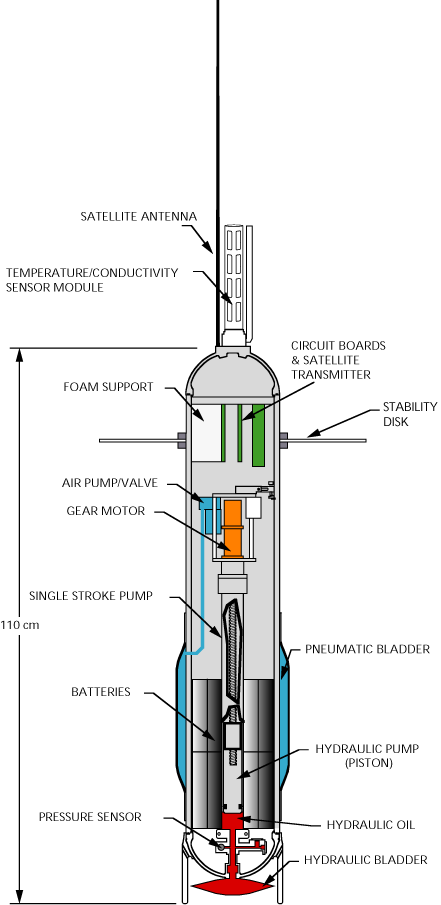 SATELLITE ANTENNA
TEMPERATURE/CONDUCTIVITY
SENSOR MODULE
CIRCUIT BOARDS
& SATELLITE
TRANSMITTER
FOAM SUPPORT
STABILITY
DISK
AIR PUMP/VALVE
GEAR MOTOR
SINGLE STROKE PUMP
110 cm
PNEUMATIC BLADDER
BATTERIES
HYDRAULIC PUMP
(PISTON)
PRESSURE SENSOR
HYDRAULIC OIL
HYDRAULIC BLADDER